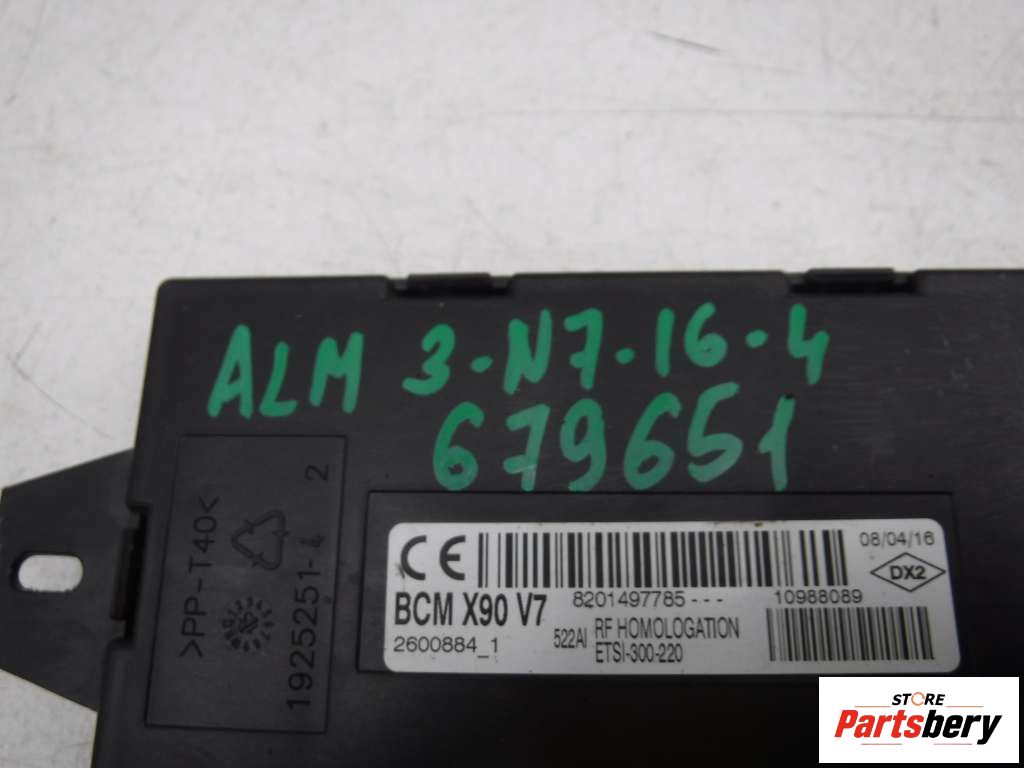 ALM 3-N7-16-4
679651
>PP-T40<
2
1925251-4
CE
08/04/16
DX2
BCM X90 V7
8201497785---
10988089
2600884_1
522AI
RF HOMOLOGATION
ETSI-300-220
STORE
Partsbery